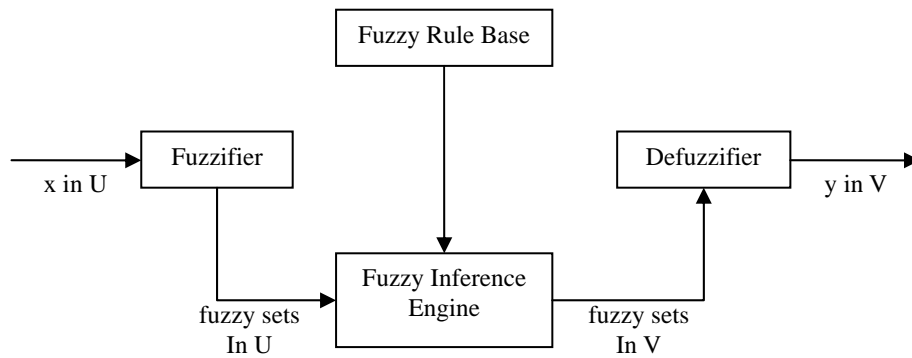 Fuzzy Rule Base
Fuzzifier
Defuzzifier
x in U
y in V
Fuzzy Inference
Engine
fuzzy sets
In U
fuzzy sets
In V